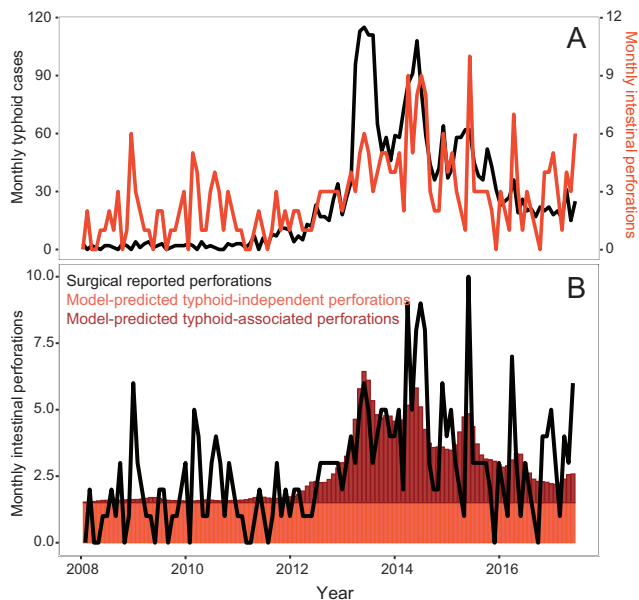 A
Monthly typhoid cases
120
90
60
30
0
12
9
6
3
0
Monthly intestinal perforations
B
Surgical reported perforations
Model-predicted typhoid-independent perforations
Model-predicted typhoid-associated perforations
Monthly intestinal perforations
10.0
7.5
5.0
2.5
0.0
2008
2010
2012
2014
2016
Year